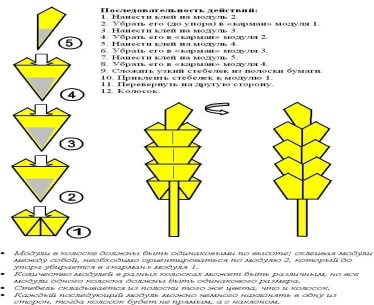 Последовательность действий:
1. Нанести клей на модуль 2.
2. Убрать его (до упора) в «карман» модуля 1.
3. Нанести клей на модуль 3.
4. Убрать его в «карман» модуля 2.
5. Нанести клей на модуль 4.
6. Убрать его в «карман» модуля 3.
7. Нанести клей на модуль 5.
8. Убрать его в «карман» модуля 4.
9. Сложить узкий стебелек из полоски бумаги.
10. Приклеить стебелек к модулю 1.
11. Перевернуть на другую сторону.
12. Колосок.
5
4
3
2
1
• Модули в колоске должны быть одинаковыми по высоте; склеивая модули
между собой, необходимо ориентироваться по модулю 2, который до
упора убирается в «карман» модуля 1.
• Количество модулей в разных колосках может быть различным, но все
модули одного колоска должны быть одинакового размера.
• Стебель складывается из полоски того же цвета, что и колосок.
• Каждый последующий модуль можно немного наклонять в одну из
сторон, тогда колосок будет не прямым, а с наклоном.